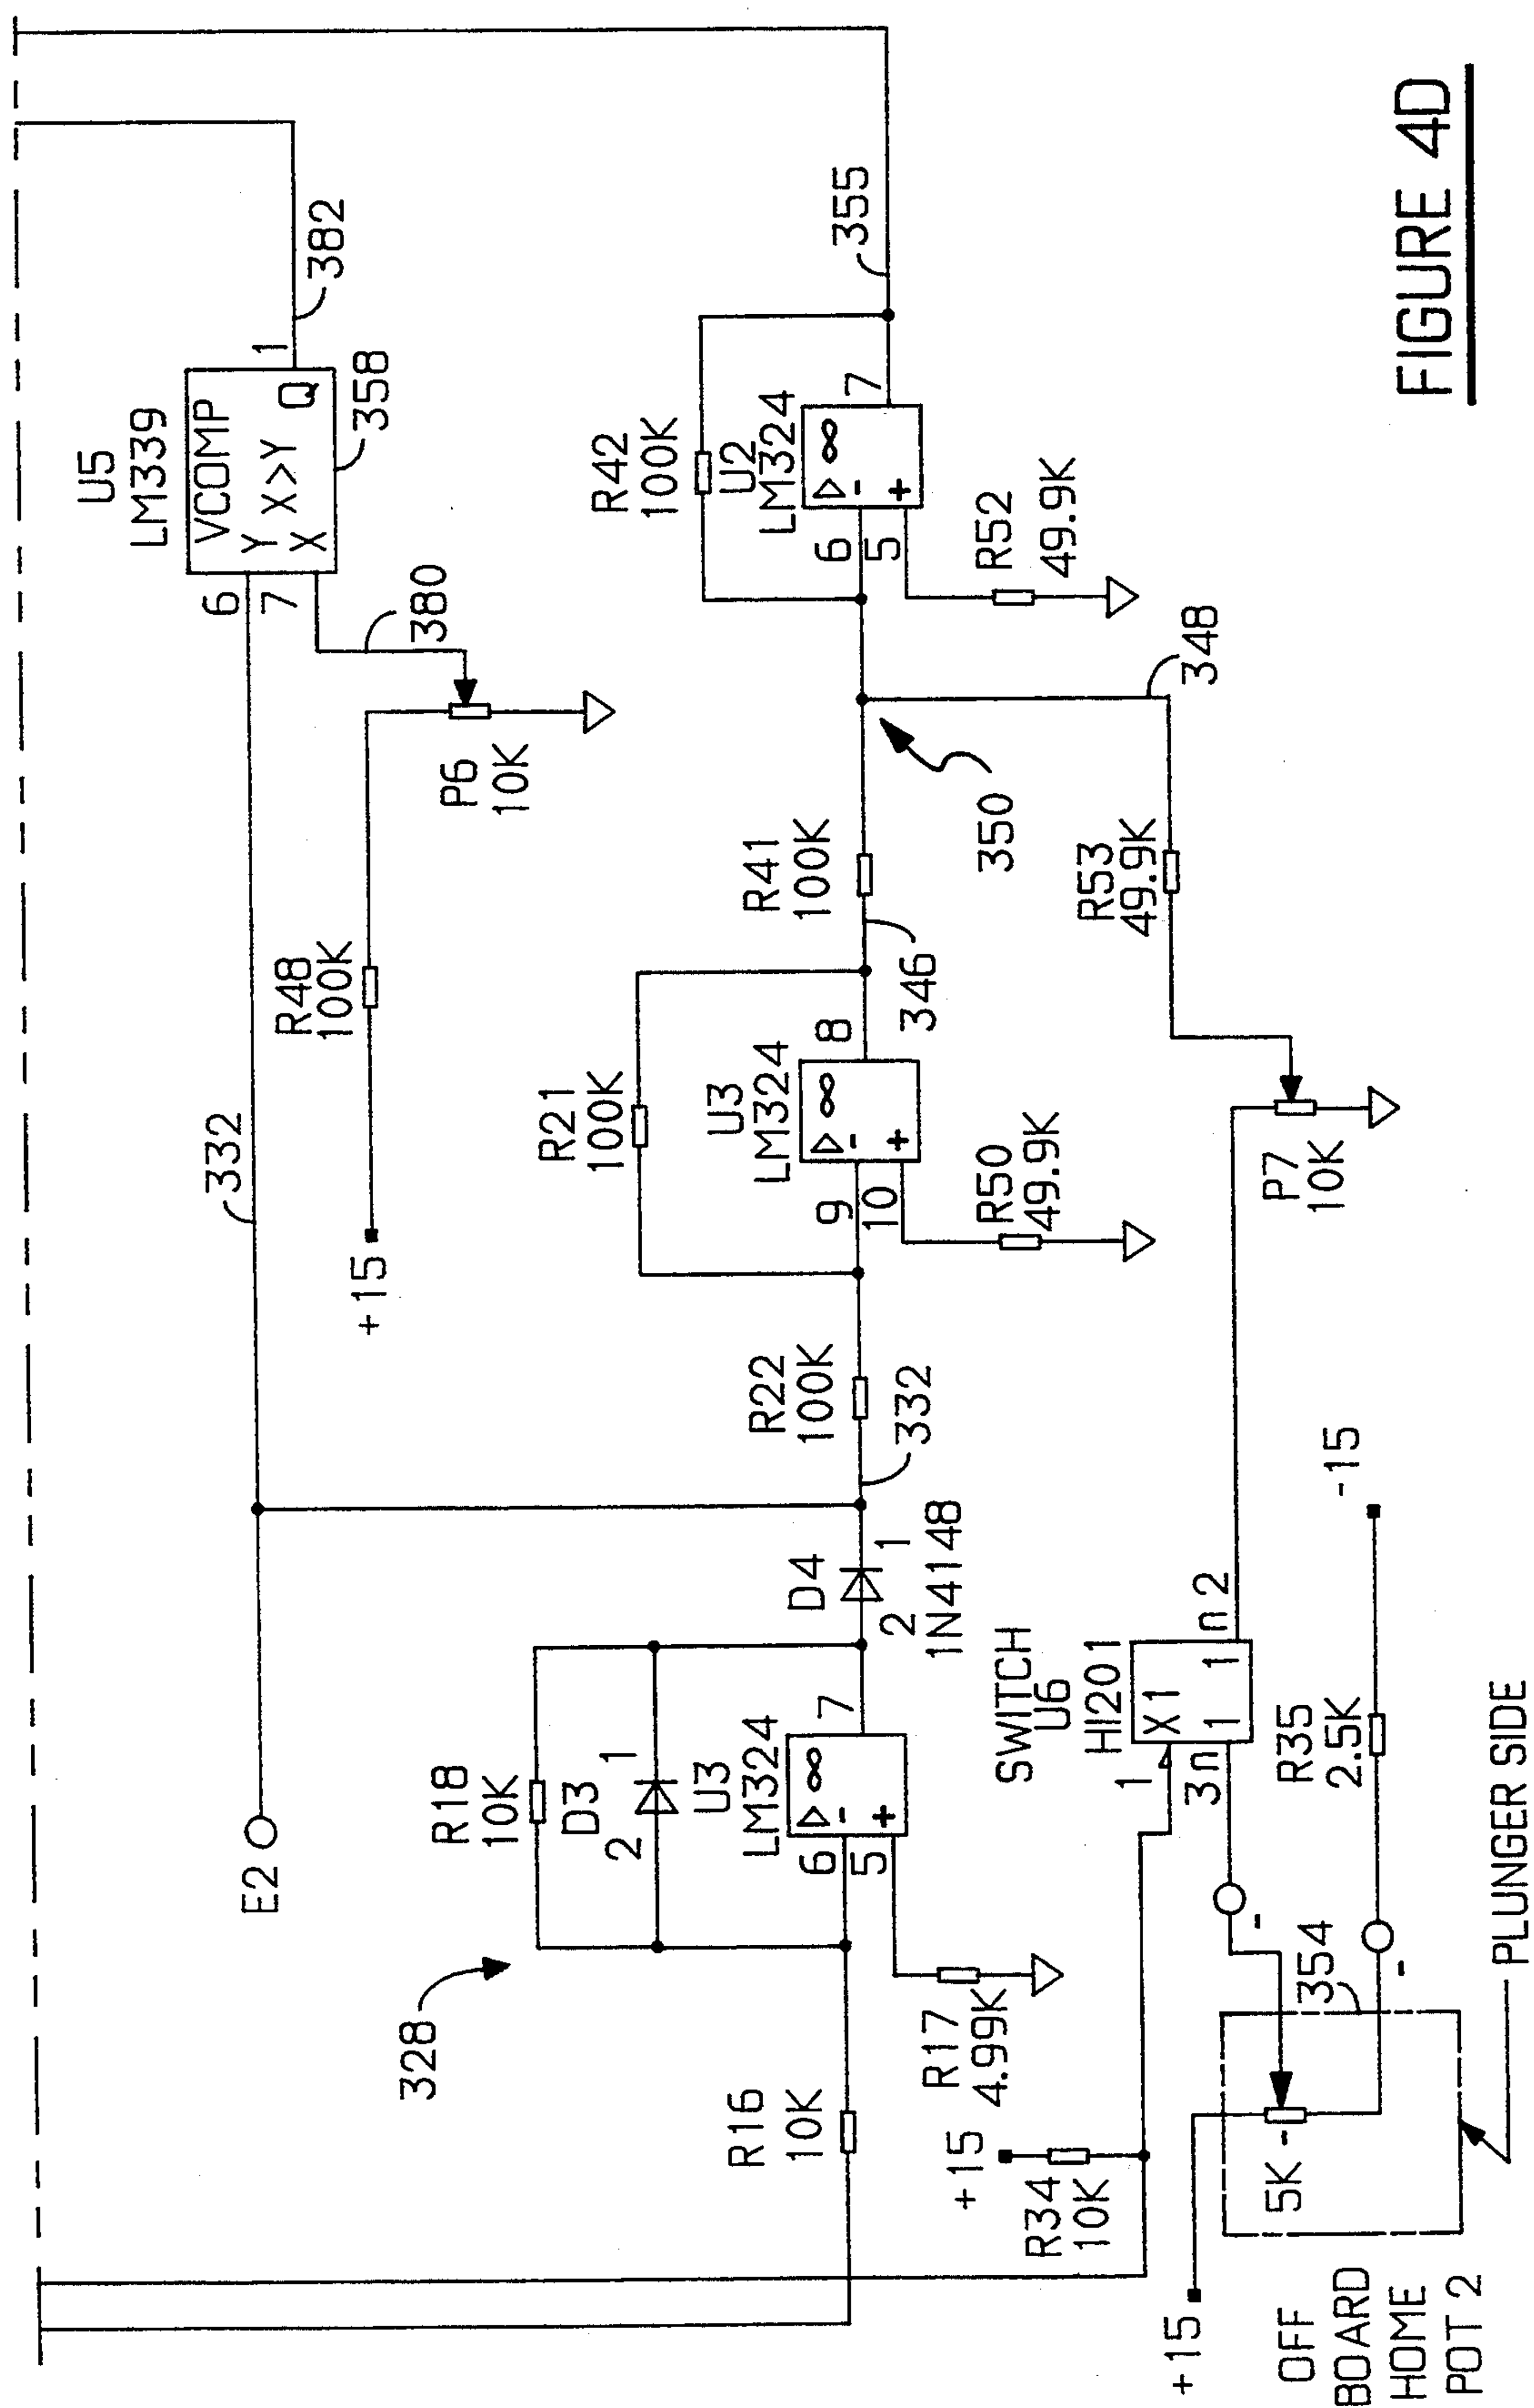 U5
LM339
VCOMP
Y X>Y
X Q
6
7
1
382
358
380
332
R48
100K
+15
P6
10K
E2
328
R18
10K
D3
2 1
U3
LM324
▷ ∞
-
+
6
5
7
R16
10K
R17
4.99K
D4
2 1
1N4148
332
R22
100K
R21
100K
U3
LM324
▷ ∞
-
+
9
10
8
R50
49.9K
346
R41
100K
350
R42
100K
U2
LM324
▷ ∞
-
+
6
5
7
R52
49.9K
355
348
R53
49.9K
P7
10K
SWITCH
U6
HI201
X1
1 1
1
3n
n2
+15
R34
10K
R35
2.5K
-15
-
-
354
5K -
+15
OFF
BOARD
HOME
POT 2
PLUNGER SIDE
FIGURE 4D